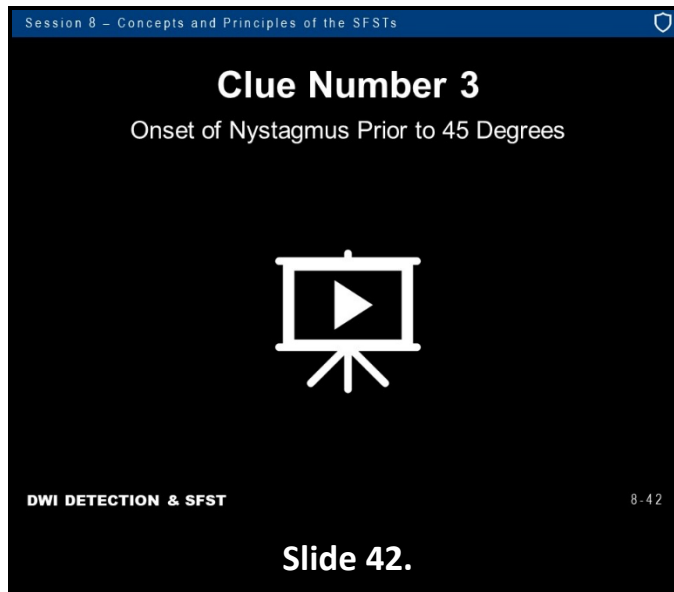 Session 8 – Concepts and Principles of the SFSTs
Clue Number 3
Onset of Nystagmus Prior to 45 Degrees
DWI DETECTION & SFST
8-42
Slide 42.